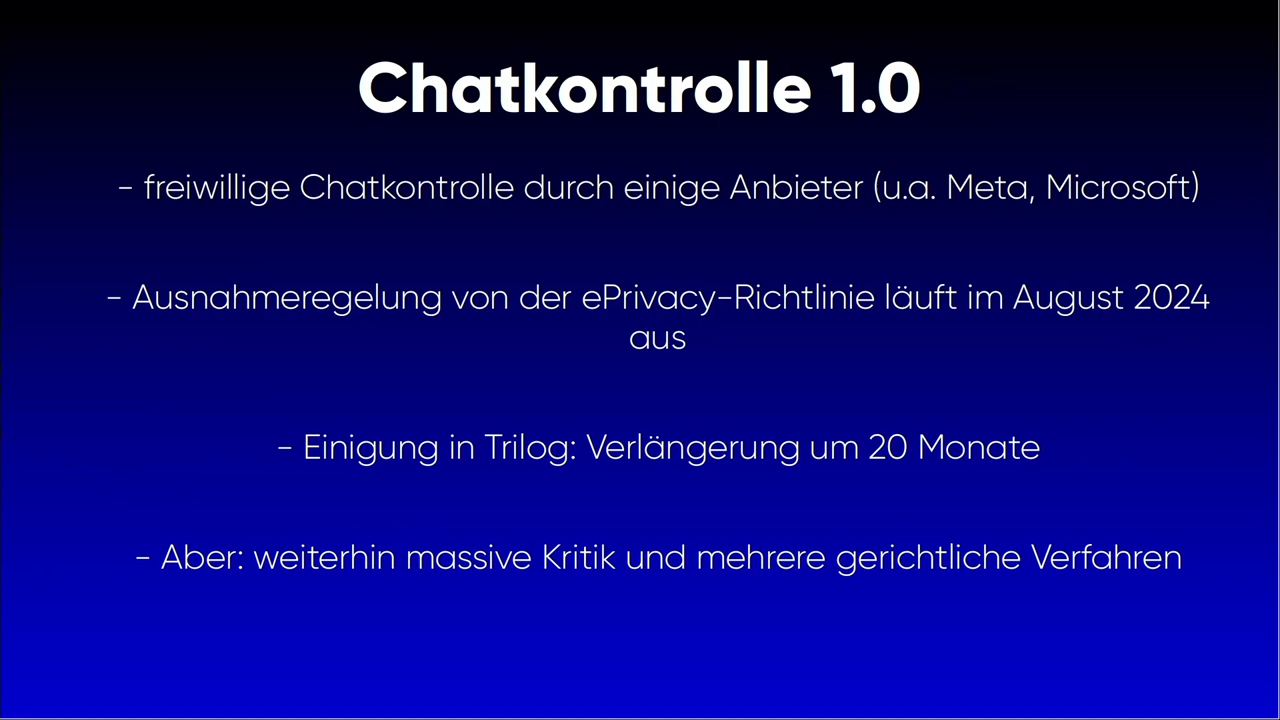 Chatkontrolle 1.0
- freiwillige Chatkontrolle durch einige Anbieter (u.a. Meta, Microsoft)
- Ausnahmeregelung von der ePrivacy-Richtlinie läuft im August 2024
aus
- Einigung in Trilog: Verlängerung um 20 Monate
- Aber: weiterhin massive Kritik und mehrere gerichtliche Verfahren